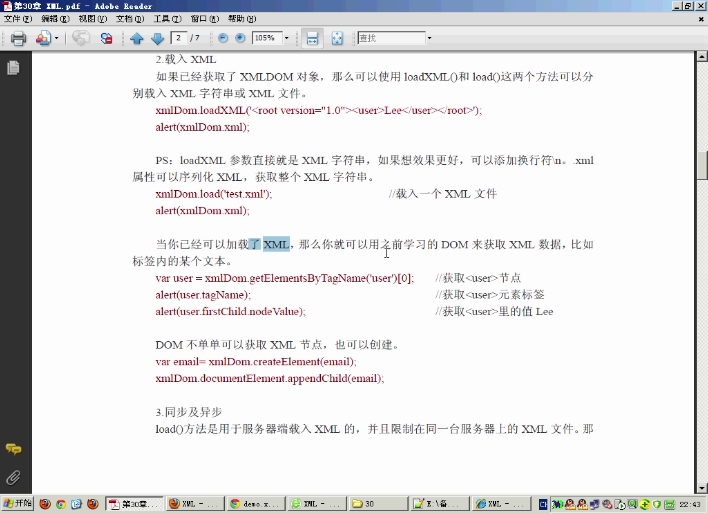 第30章 XML.pdf - Adobe Reader
文件(F) 编辑(E) 视图(V) 文档(D) 工具(T) 窗口(W) 帮助(H)
2 / 7 105% 查找
2.载入 XML
如果已经获取了 XMLDOM 对象，那么可以使用 loadXML()和 load()这两个方法可以分
别载入 XML 字符串或 XML 文件。
xmlDom.loadXML('<root version="1.0"><user>Lee</user></root>');
alert(xmlDom.xml);
PS：loadXML 参数直接就是 XML 字符串，如果想效果更好，可以添加换行符\n。.xml
属性可以序列化 XML，获取整个 XML 字符串。
xmlDom.load('test.xml'); //载入一个 XML 文件
alert(xmlDom.xml);
当你已经可以加载了 XML，那么你就可以用之前学习的 DOM 来获取 XML 数据，比如
标签内的某个文本。
var user = xmlDom.getElementsByTagName('user')[0]; //获取<user>节点
alert(user.tagName); //获取<user>元素标签
alert(user.firstChild.nodeValue); //获取<user>里的值 Lee
DOM 不单单可以获取 XML 节点，也可以创建。
var email= xmlDom.createElement(email);
xmlDom.documentElement.appendChild(email);
3.同步及异步
load()方法是用于服务器端载入 XML 的，并且限制在同一台服务器上的 XML 文件。那
开始 第30章... XML - ... demo.x... XML - ... 30 E:\备... XML - ... 22:43